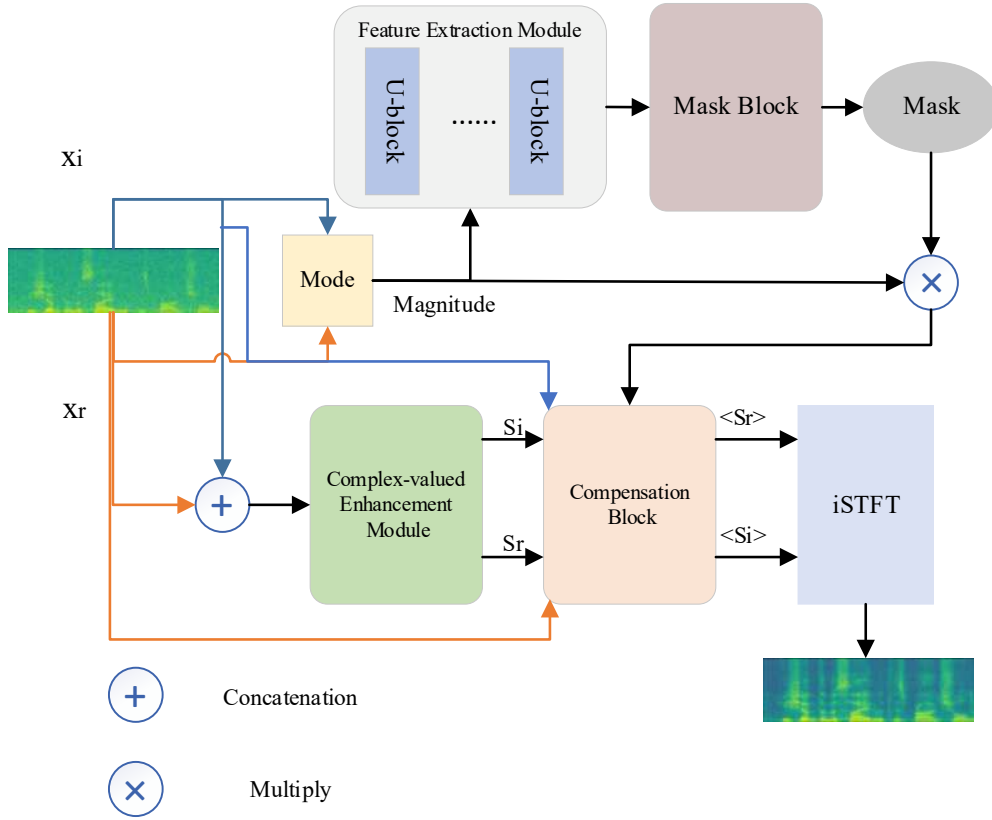 Feature Extraction Module
U-block
......
U-block
Mask Block
Mask
xi
Mode
Magnitude
xr
Complex-valued
Enhancement
Module
Si
Sr
Compensation
Block
<Sr>
<Si>
iSTFT
+
×
+
Concatenation
×
Multiply